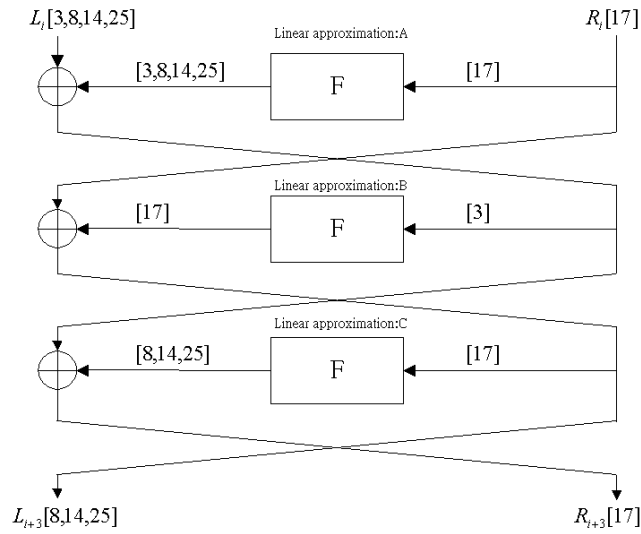 L_i[3,8,14,25]
R_i[17]
Linear approximation:A
[3,8,14,25]
F
[17]
Linear approximation:B
[17]
F
[3]
Linear approximation:C
[8,14,25]
F
[17]
L_{i+3}[8,14,25]
R_{i+3}[17]